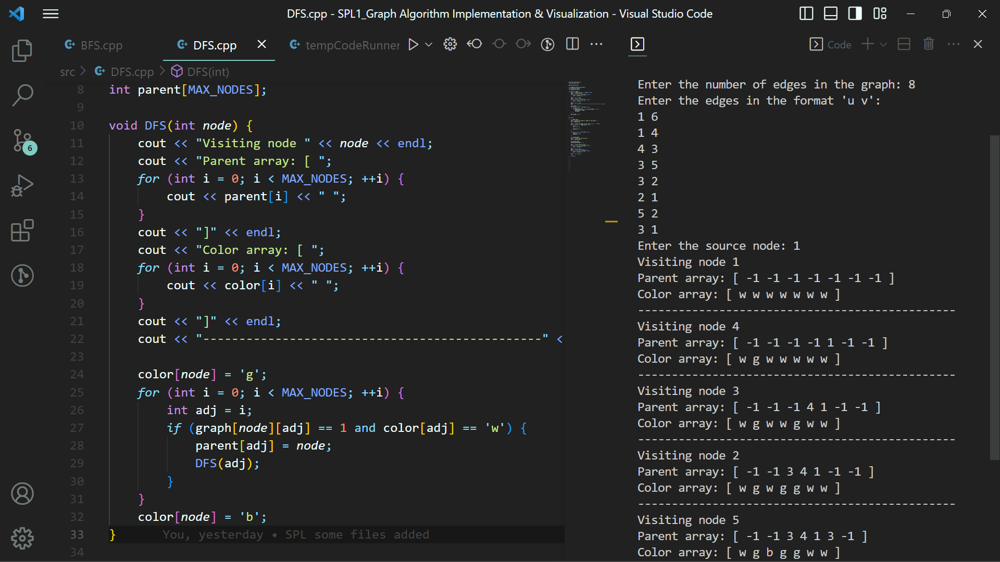 DFS.cpp - SPL1_Graph Algorithm Implementation & Visualization - Visual Studio Code
BFS.cpp
DFS.cpp
tempCodeRunner
Code
src > DFS.cpp > DFS(int)
6
8 int parent[MAX_NODES];
9
10 void DFS(int node) {
11 cout << "Visiting node " << node << endl;
12 cout << "Parent array: [ ";
13 for (int i = 0; i < MAX_NODES; ++i) {
14 cout << parent[i] << " ";
15 }
16 cout << "]" << endl;
17 cout << "Color array: [ ";
18 for (int i = 0; i < MAX_NODES; ++i) {
19 cout << color[i] << " ";
20 }
21 cout << "]" << endl;
22 cout << "-----------------------------------------------" <
23
24 color[node] = 'g';
25 for (int i = 0; i < MAX_NODES; ++i) {
26 int adj = i;
27 if (graph[node][adj] == 1 and color[adj] == 'w') {
28 parent[adj] = node;
29 DFS(adj);
30 }
31 }
32 color[node] = 'b';
33 } You, yesterday • SPL some files added
34
Enter the number of edges in the graph: 8
Enter the edges in the format 'u v':
1 6
1 4
4 3
3 5
3 2
2 1
5 2
3 1
Enter the source node: 1
Visiting node 1
Parent array: [ -1 -1 -1 -1 -1 -1 -1 ]
Color array: [ w w w w w w w ]
-----------------------------------------------
Visiting node 4
Parent array: [ -1 -1 -1 -1 1 -1 -1 ]
Color array: [ w g w w w w w ]
-----------------------------------------------
Visiting node 3
Parent array: [ -1 -1 -1 4 1 -1 -1 ]
Color array: [ w g w w g w w ]
-----------------------------------------------
Visiting node 2
Parent array: [ -1 -1 3 4 1 -1 -1 ]
Color array: [ w g w g g w w ]
-----------------------------------------------
Visiting node 5
Parent array: [ -1 -1 3 4 1 3 -1 ]
Color array: [ w g b g g w w ]